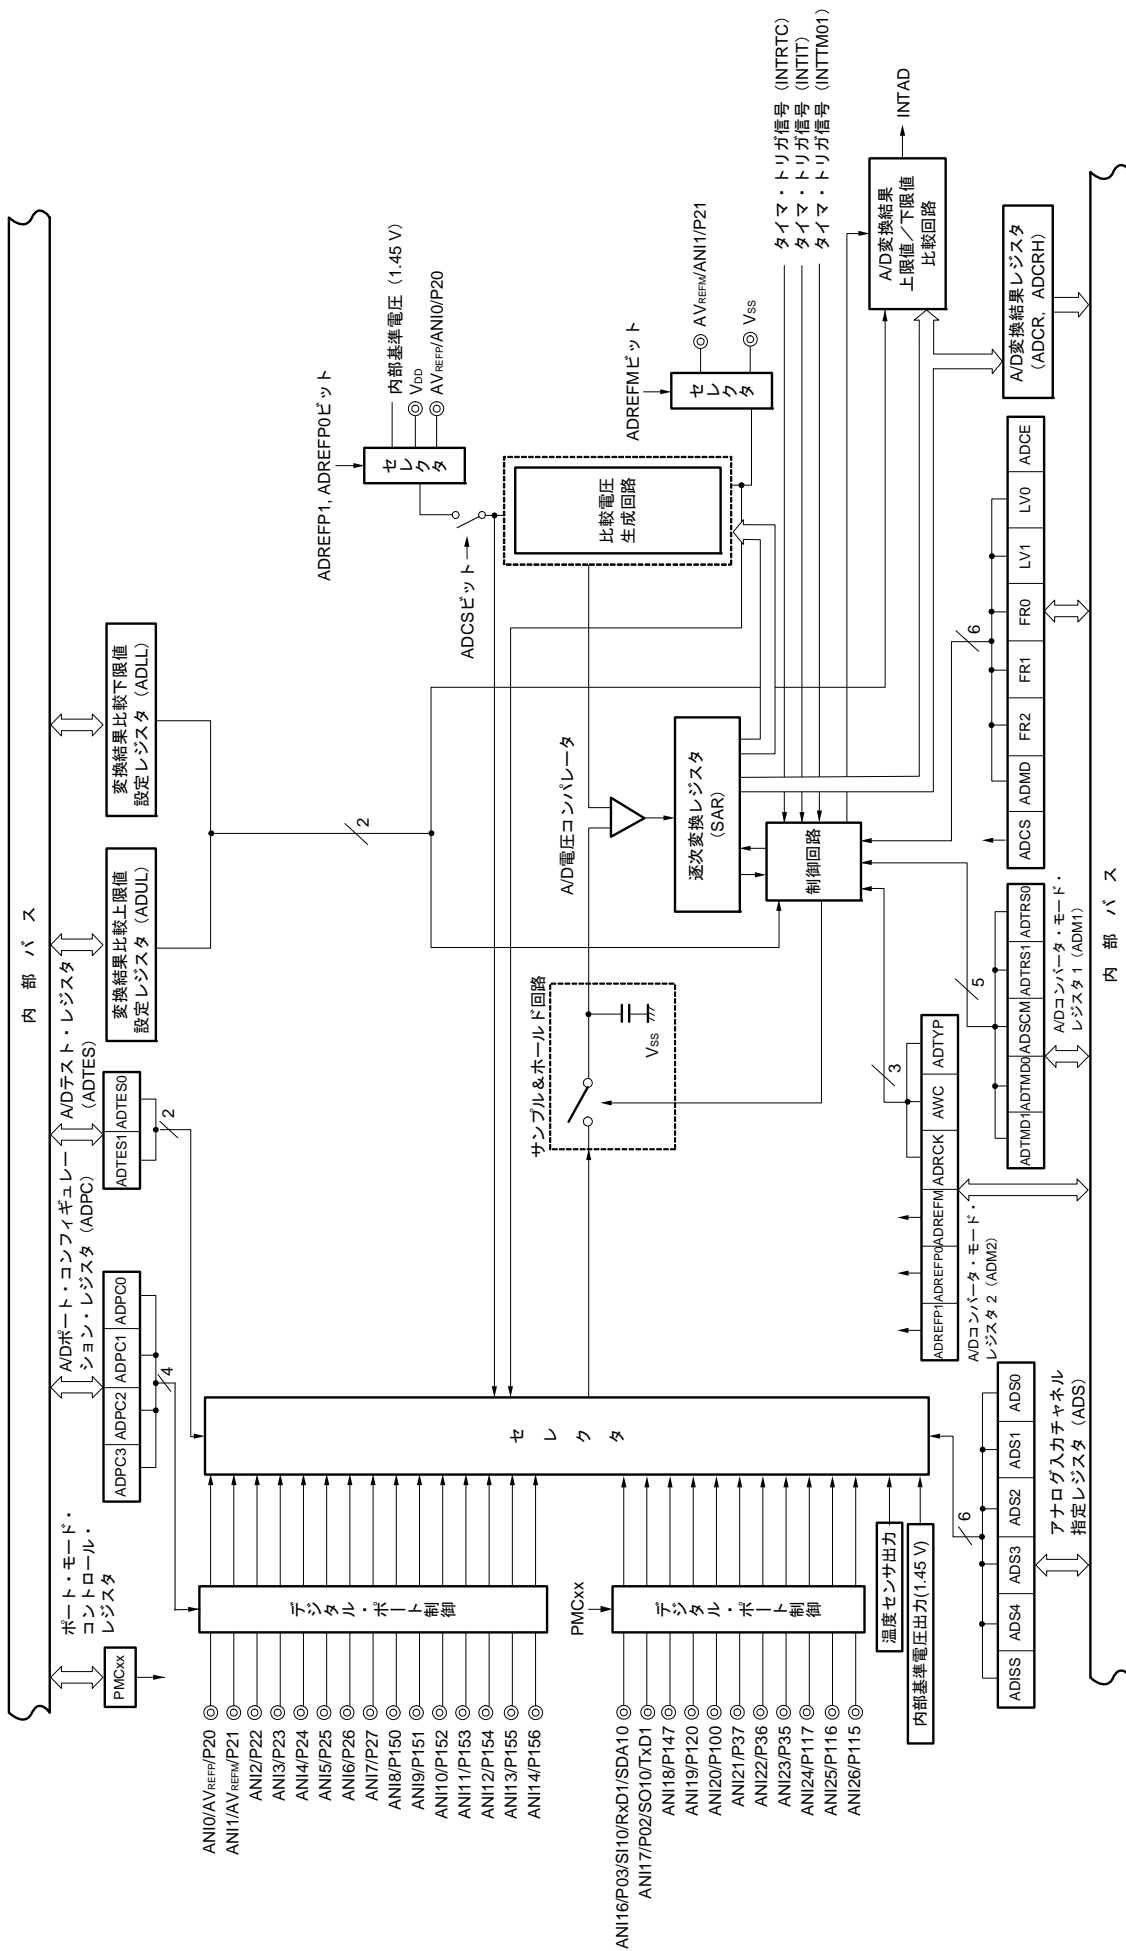 内 部 バ ス
ポート・モード・
コントロール・
レジスタ
PMCxx
A/Dポート・コンフィギュレー
ション・レジスタ (ADPC)
ADPC3 ADPC2 ADPC1 ADPC0
4
A/Dテスト・レジスタ
(ADTES)
ADTES1 ADTES0
2
変換結果比較上限値
設定レジスタ (ADUL)
変換結果比較下限値
設定レジスタ (ADLL)
2
ADREFP1, ADREFP0ビット
セレクタ
内部基準電圧 (1.45 V)
VDD
AVREFP/ANI0/P20
ADCSビット
比較電圧
生成回路
ADREFMビット
セレクタ
AVREFM/ANI1/P21
VSS
ANI0/AVREFP/P20
ANI1/AVREFM/P21
ANI2/P22
ANI3/P23
ANI4/P24
ANI5/P25
ANI6/P26
ANI7/P27
ANI8/P150
ANI9/P151
ANI10/P152
ANI11/P153
ANI12/P154
ANI13/P155
ANI14/P156
デジタル・ポート制御
ANI16/P03/SI10/RxD1/SDA10
ANI17/P02/SO10/TxD1
ANI18/P147
ANI19/P120
ANI20/P100
ANI21/P37
ANI22/P36
ANI23/P35
ANI24/P117
ANI25/P116
ANI26/P115
PMCxx
デジタル・ポート制御
温度センサ出力
内部基準電圧出力(1.45 V)
セ レ ク タ
サンプル&ホールド回路
VSS
A/D電圧コンパレータ
逐次変換レジスタ
(SAR)
制御回路
タイマ・トリガ信号 (INTRTC)
タイマ・トリガ信号 (INTIT)
タイマ・トリガ信号 (INTTM01)
A/D変換結果
上限値/下限値
比較回路
INTAD
6
ADISS ADS4 ADS3 ADS2 ADS1 ADS0
アナログ入力チャネル
指定レジスタ (ADS)
3
ADREFP1 ADREFP0 ADREFM ADRCK AWC ADTYP
A/Dコンバータ・モード・
レジスタ 2 (ADM2)
5
ADTMD1 ADTMD0 ADSCM ADTRS1 ADTRS0
A/Dコンバータ・モード・
レジスタ 1 (ADM1)
6
ADCS ADMD FR2 FR1 FR0 LV1 LV0 ADCE
A/D変換結果レジスタ
(ADCR, ADCRH)
内 部 バ ス